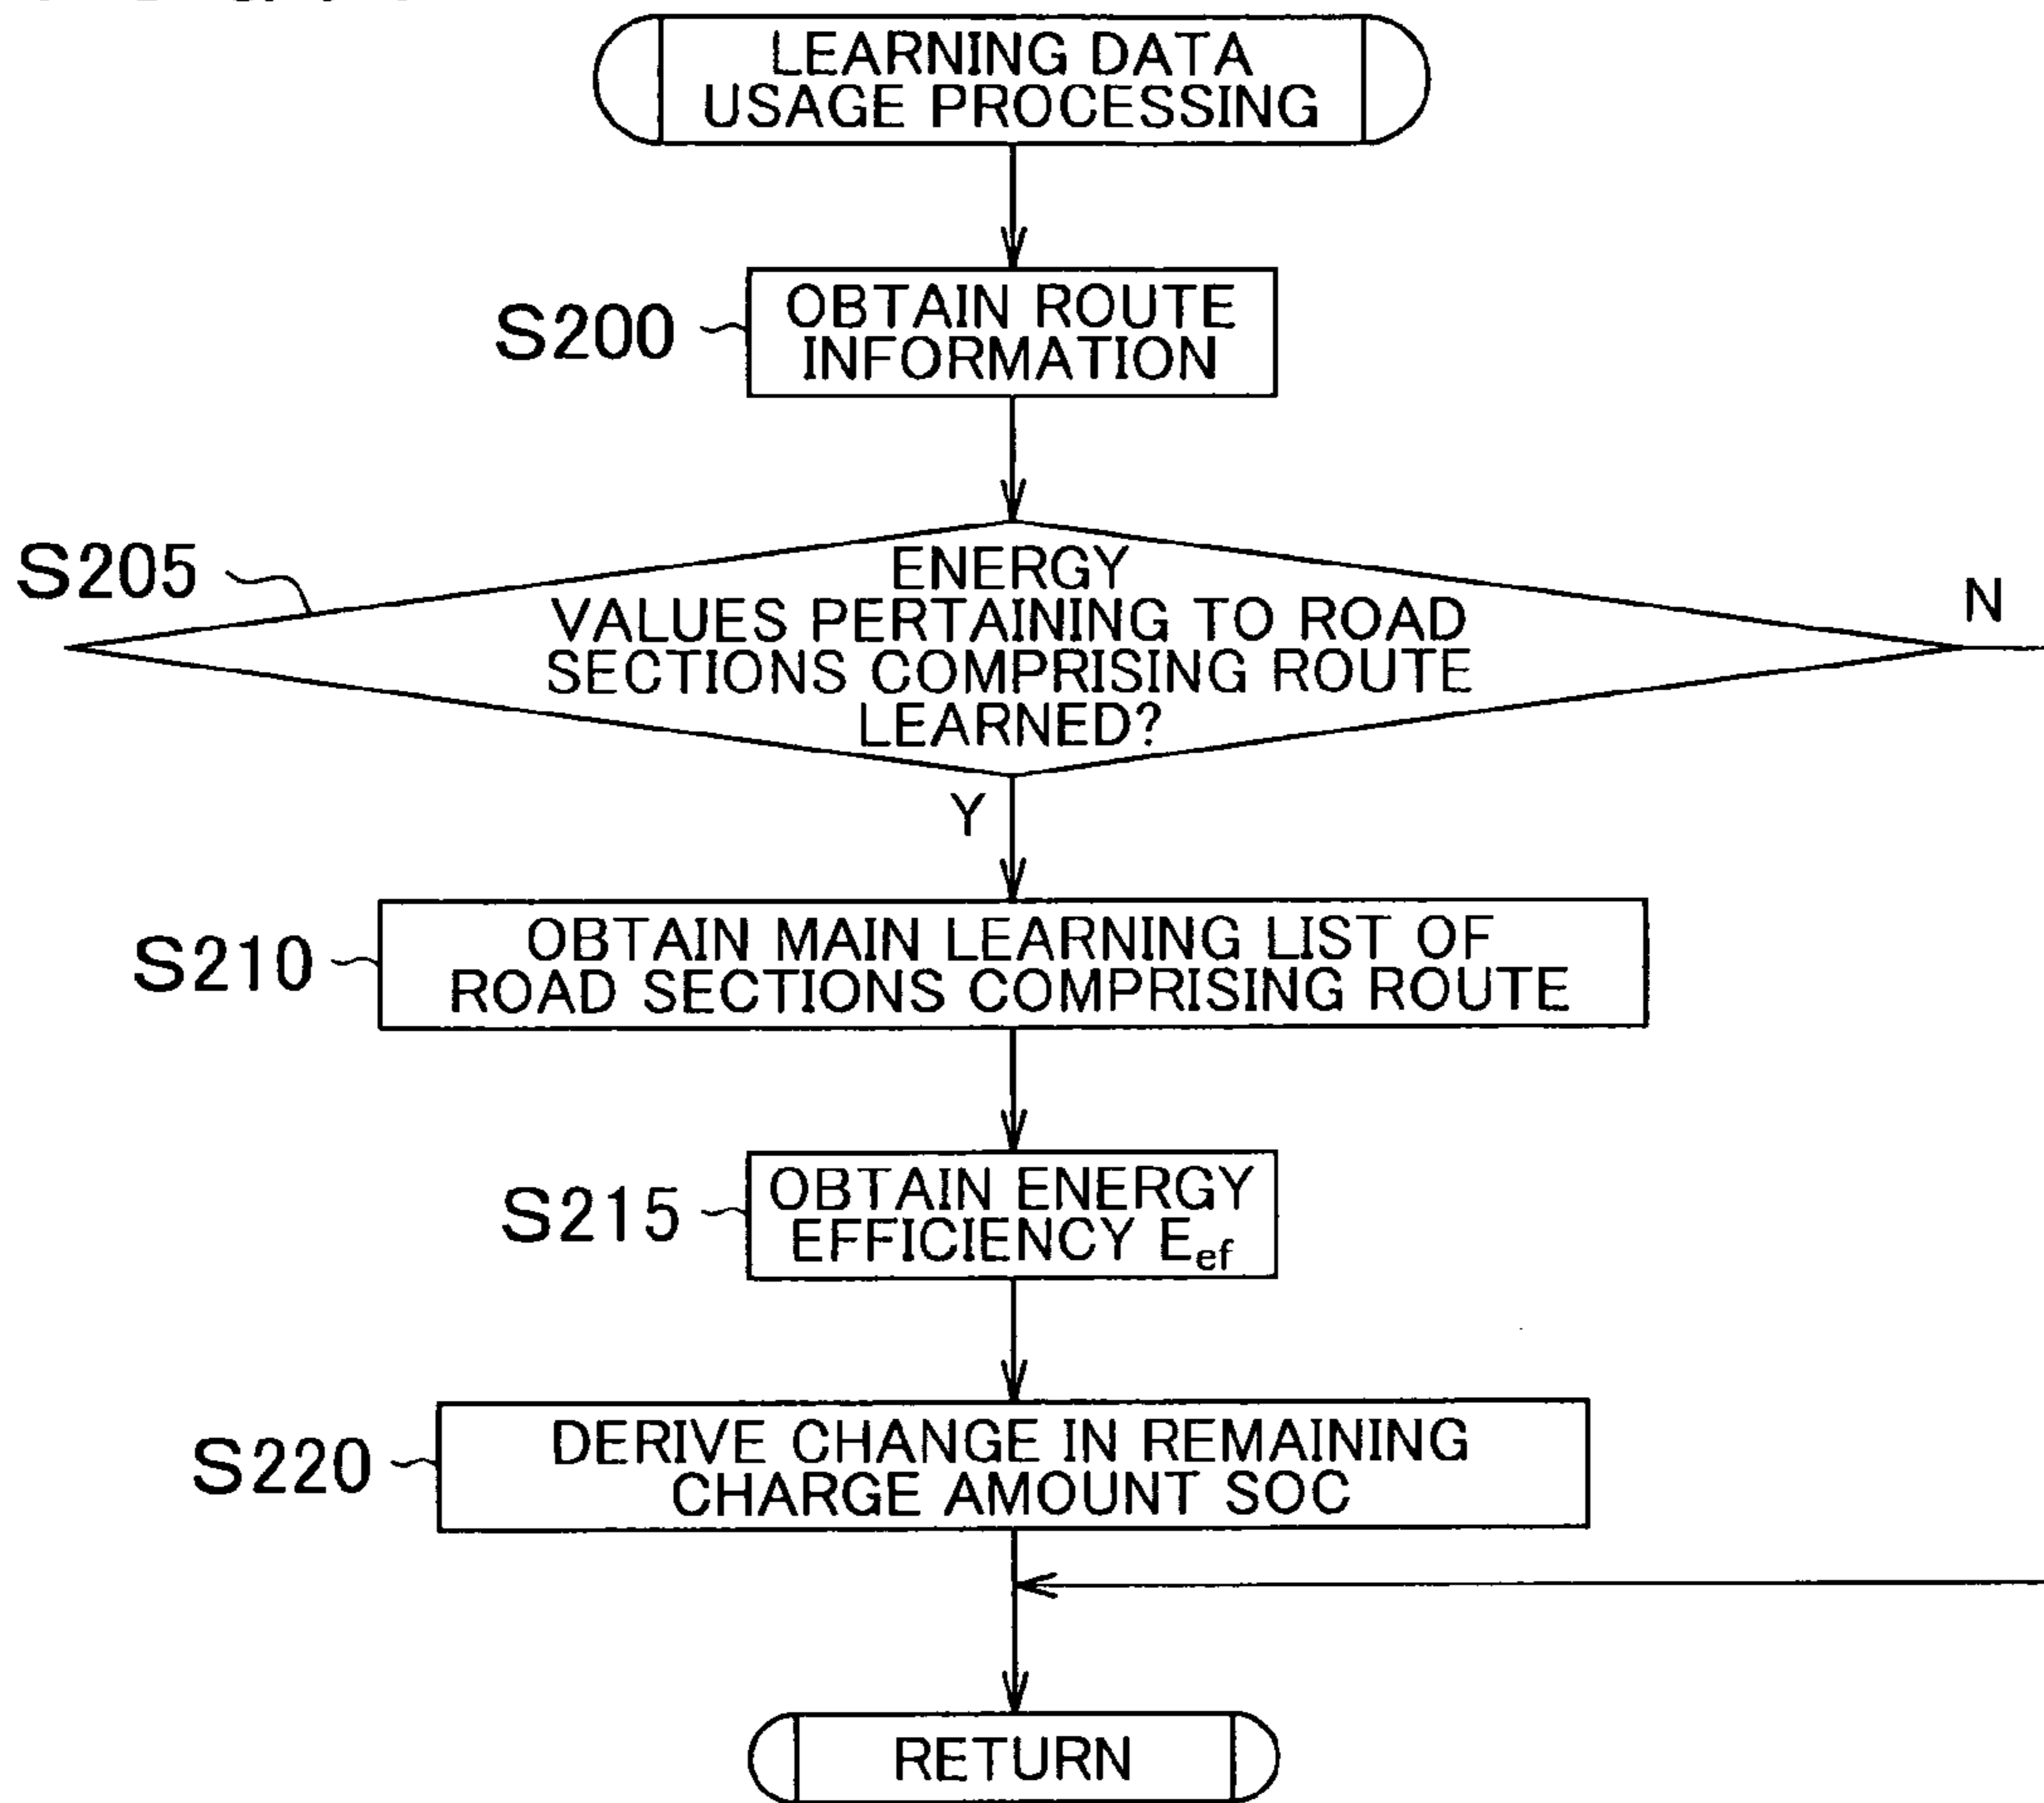 LEARNING DATA
USAGE PROCESSING
S200
OBTAIN ROUTE
INFORMATION
S205
ENERGY
VALUES PERTAINING TO ROAD
SECTIONS COMPRISING ROUTE
LEARNED?
N
Y
S210
OBTAIN MAIN LEARNING LIST OF
ROAD SECTIONS COMPRISING ROUTE
S215
OBTAIN ENERGY
EFFICIENCY Eef
S220
DERIVE CHANGE IN REMAINING
CHARGE AMOUNT SOC
RETURN